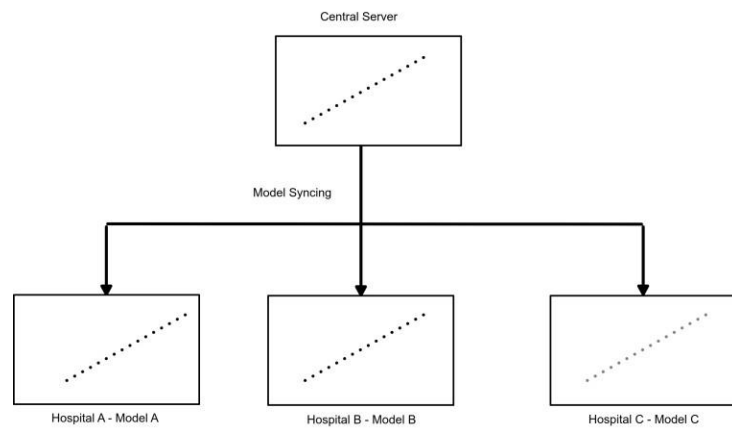 Central Server
Model Syncing
Hospital A - Model A
Hospital B - Model B
Hospital C - Model C